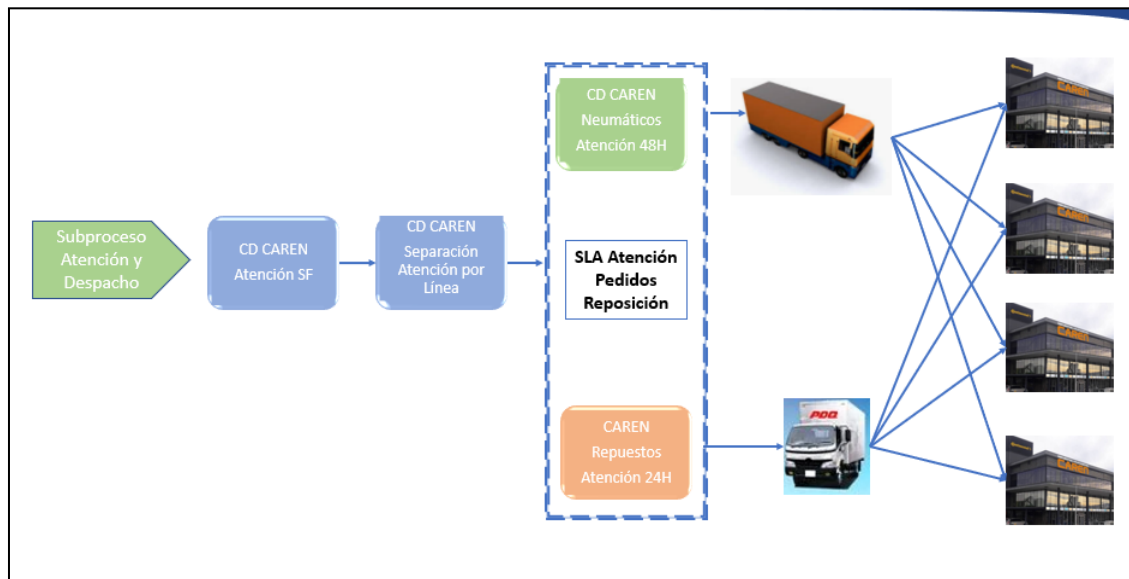 Subproceso
Atención y
Despacho
CD CAREN
Atención SF
CD CAREN
Separación
Atención por
Línea
CD CAREN
Neumáticos
Atención 48H
SLA Atención
Pedidos
Reposición
CAREN
Repuestos
Atención 24H
PDQ
CAREN
CAREN
CAREN
CAREN